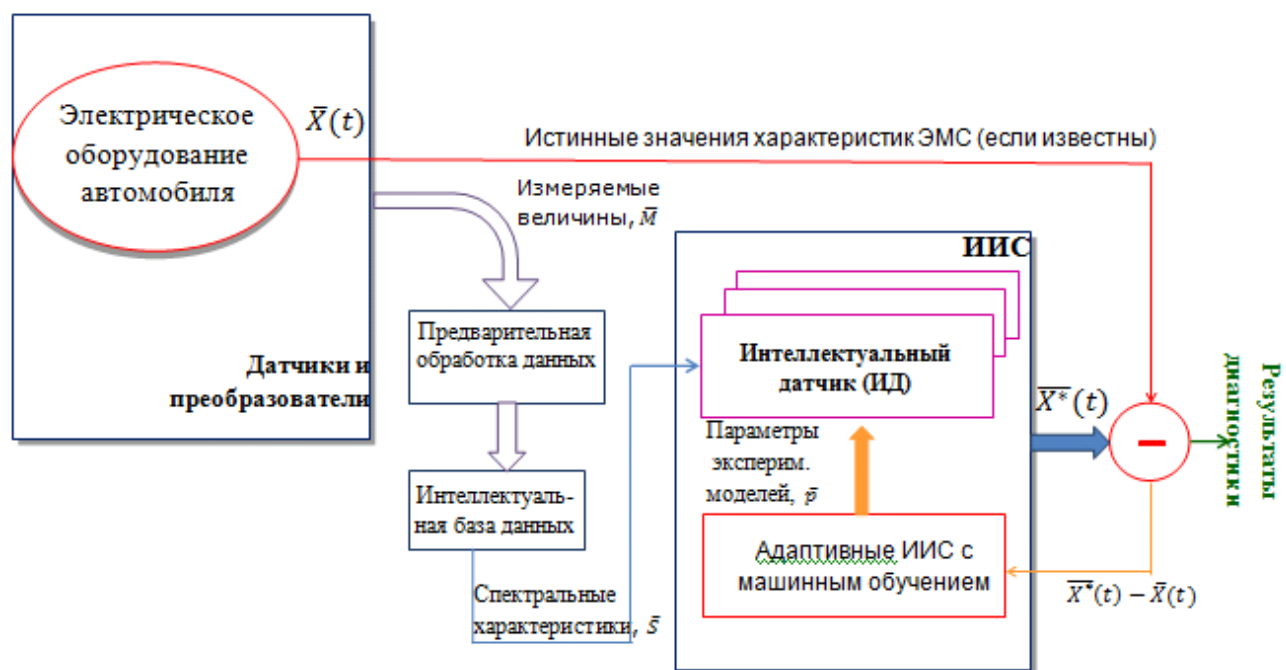 Электрическое
оборудование
автомобиля
X̄(t)
Истинные значения характеристик ЭМС (если известны)
Измеряемые
величины, M̄
Датчики и
преобразователи
Предварительная
обработка данных
Интеллектуаль-
ная база данных
Спектральные
характеристики, s̄
ИИС
Интеллектуальный
датчик (ИД)
Параметры
эксперим.
моделей, p̄
Адаптивные ИИС с
машинным обучением
X̄*(t)
−
X̄*(t) − X̄(t)
Результаты
диагностики